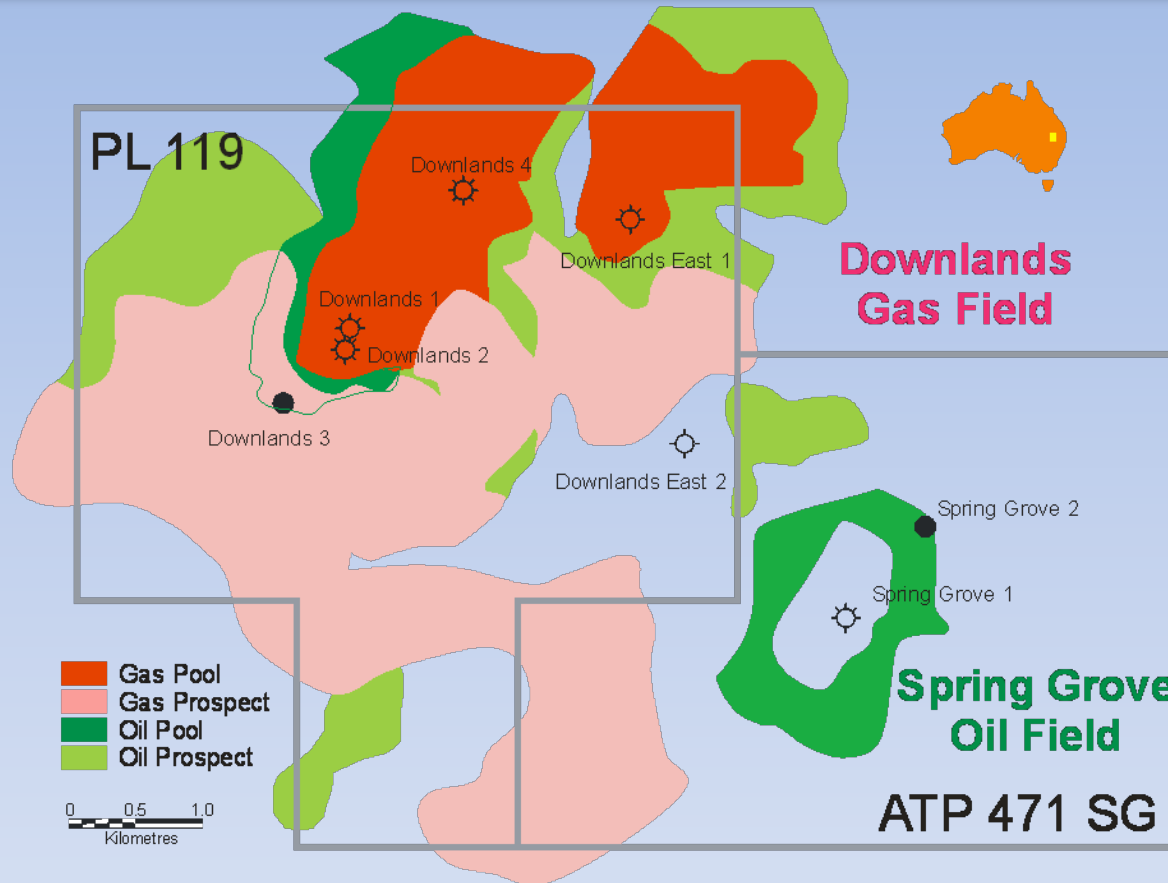 PL 119
Downlands 4
Downlands East 1
Downlands
Gas Field
Downlands 1
Downlands 2
Downlands 3
Downlands East 2
Spring Grove 2
Spring Grove 1
Gas Pool
Gas Prospect
Oil Pool
Oil Prospect
Spring Grove
Oil Field
0 0.5 1.0
Kilometres
ATP 471 SG